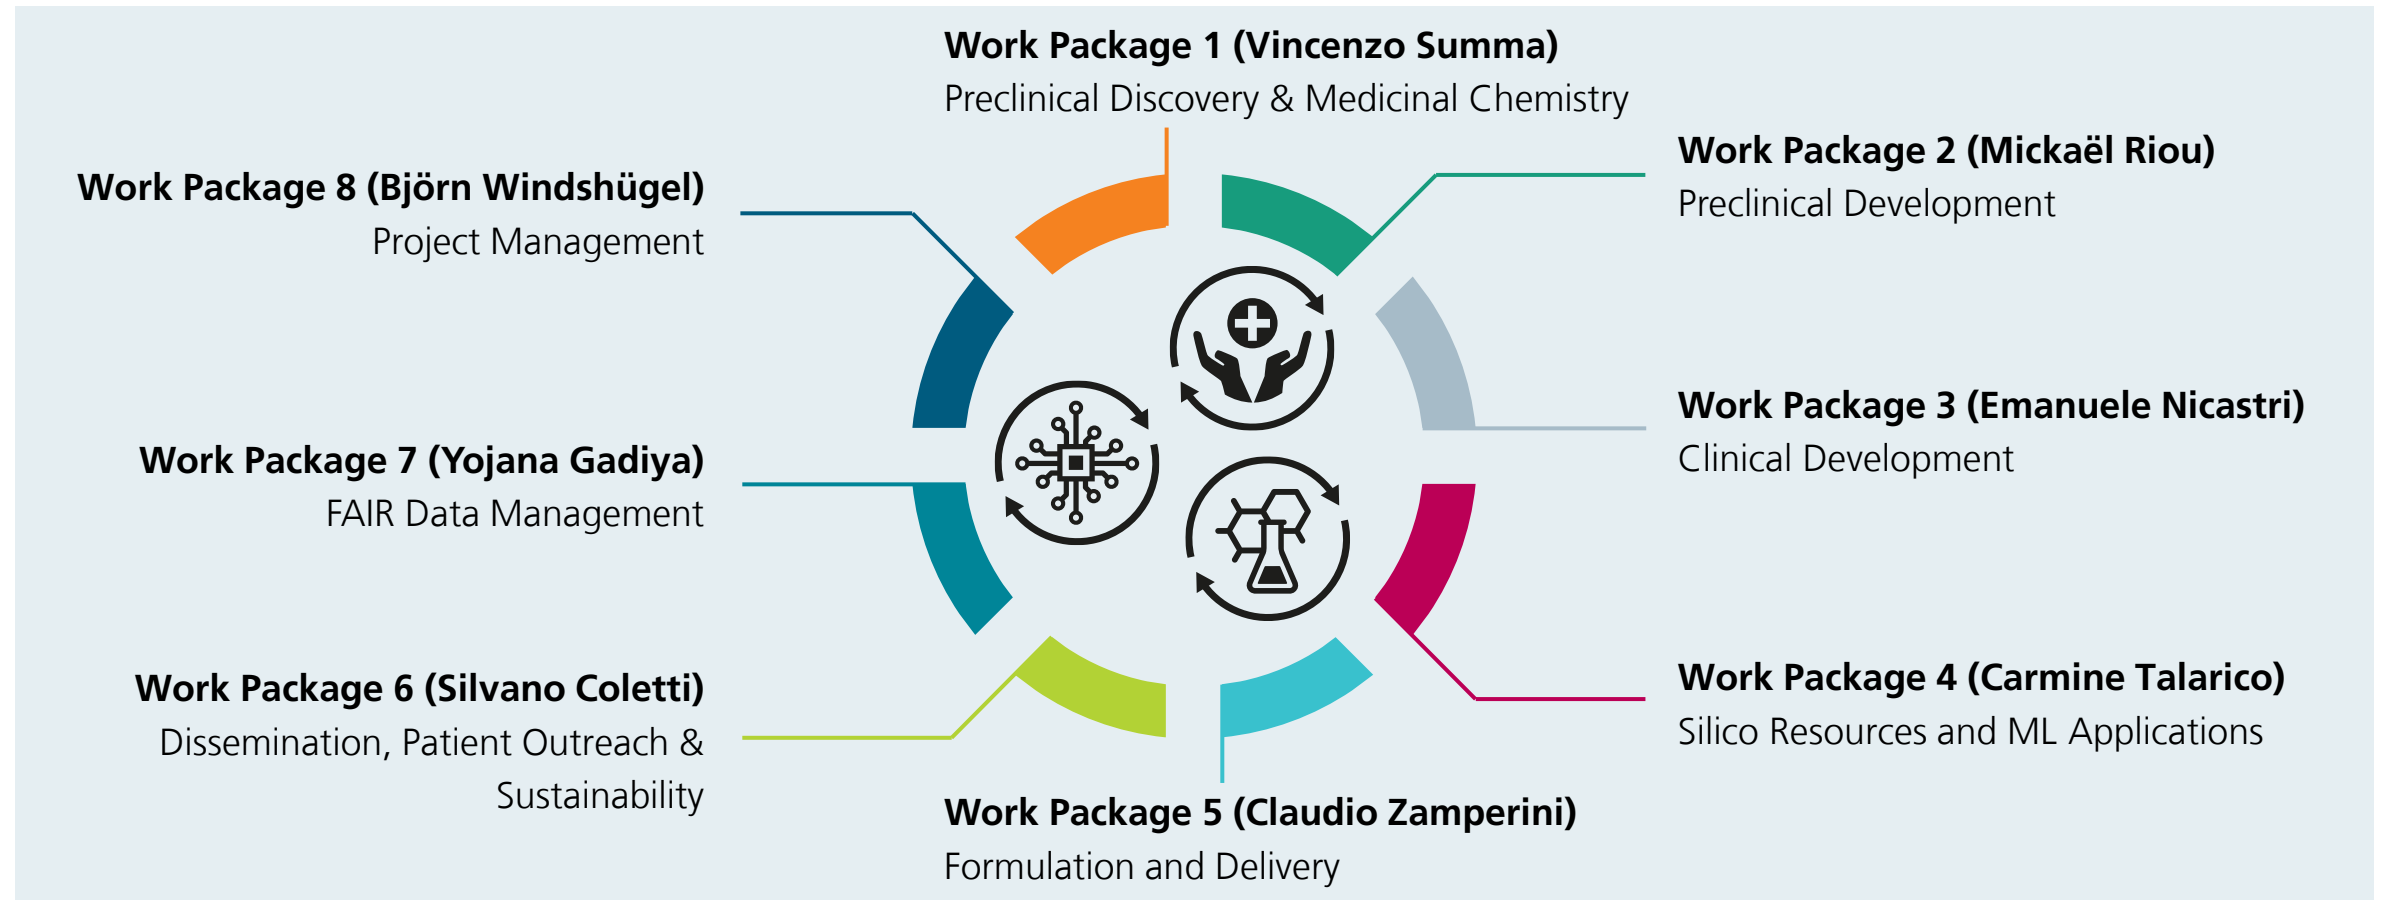 Work Package 1 (Vincenzo Summa)
Preclinical Discovery & Medicinal Chemistry
Work Package 2 (Mickaël Riou)
Preclinical Development
Work Package 3 (Emanuele Nicastri)
Clinical Development
Work Package 4 (Carmine Talarico)
Silico Resources and ML Applications
Work Package 5 (Claudio Zamperini)
Formulation and Delivery
Work Package 6 (Silvano Coletti)
Dissemination, Patient Outreach &
Sustainability
Work Package 7 (Yojana Gadiya)
FAIR Data Management
Work Package 8 (Björn Windshügel)
Project Management